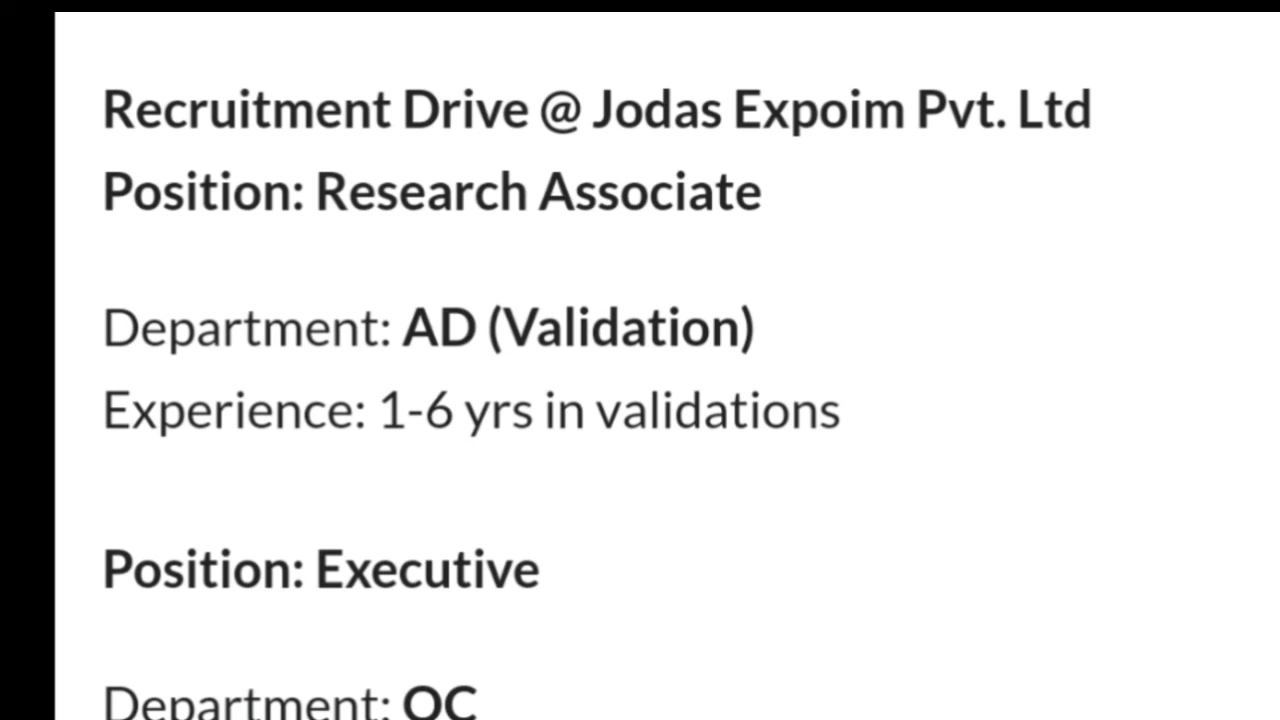 Recruitment Drive @ Jodas Expoim Pvt. Ltd
Position: Research Associate
Department: AD (Validation)
Experience: 1-6 yrs in validations
Position: Executive
Department: QC